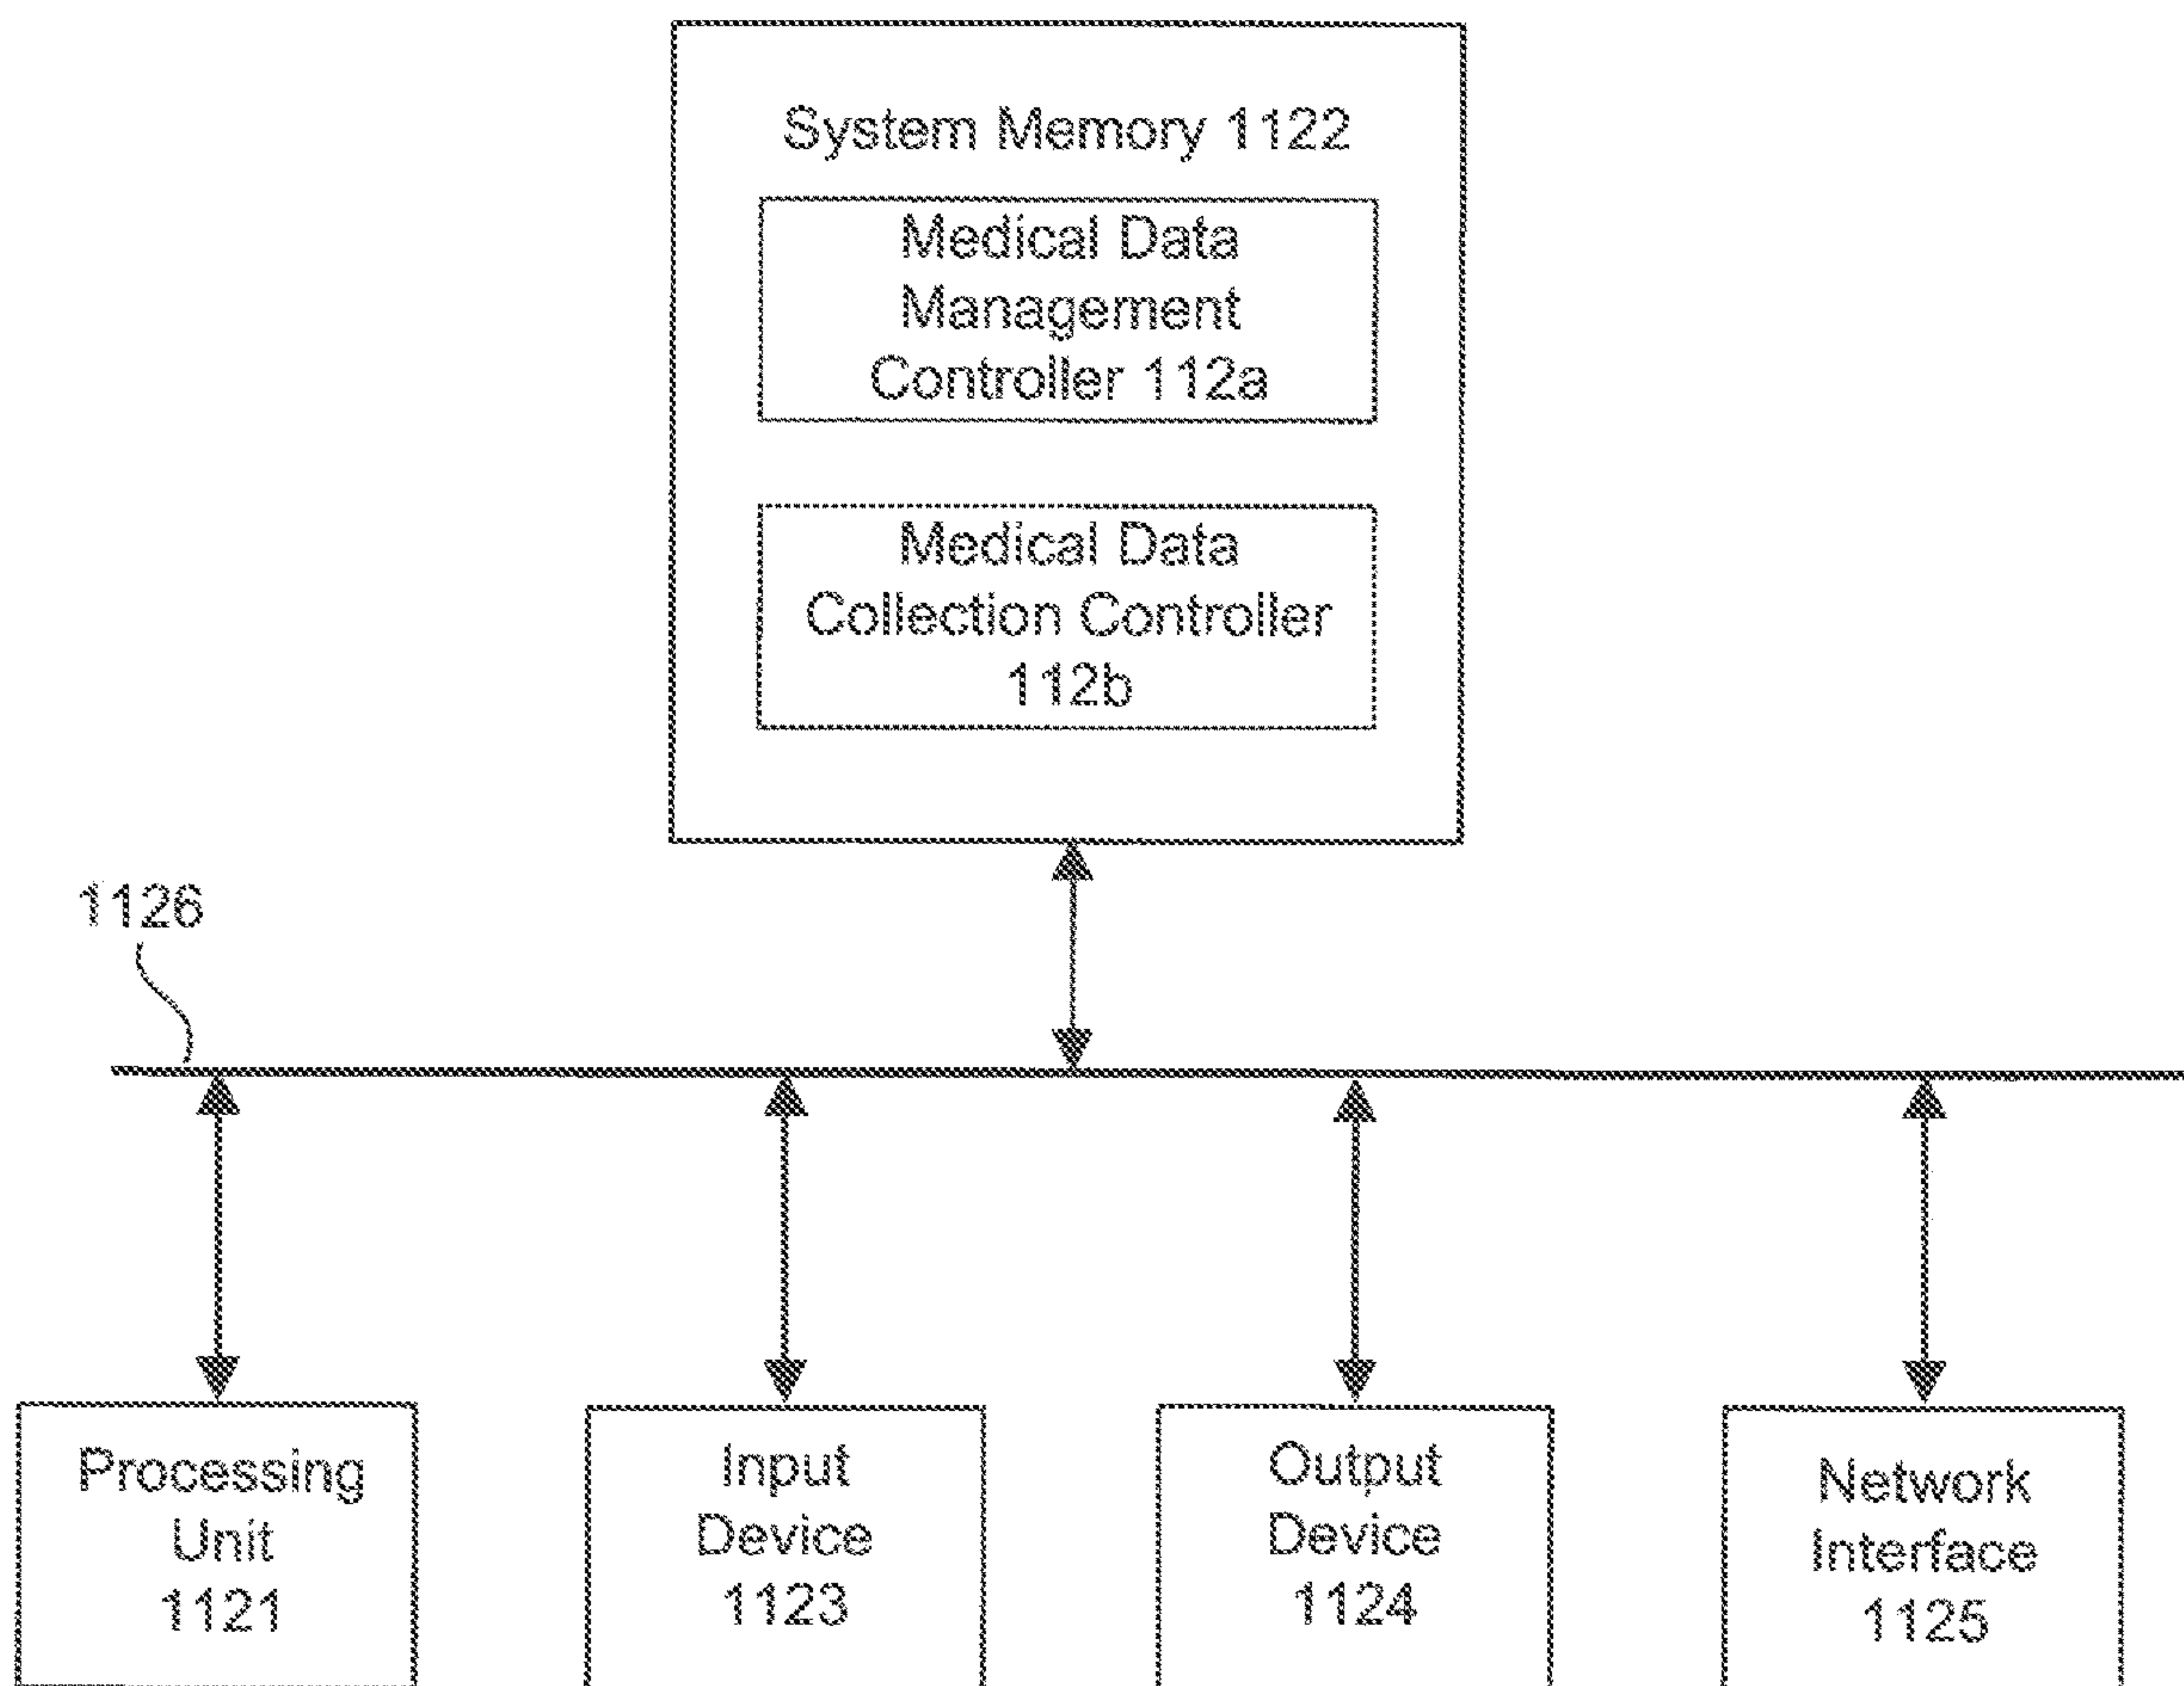 System Memory 1122
Medical Data
Management
Controller 112a
Medical Data
Collection Controller
112b
1126
Processing
Unit
1121
Input
Device
1123
Output
Device
1124
Network
Interface
1125